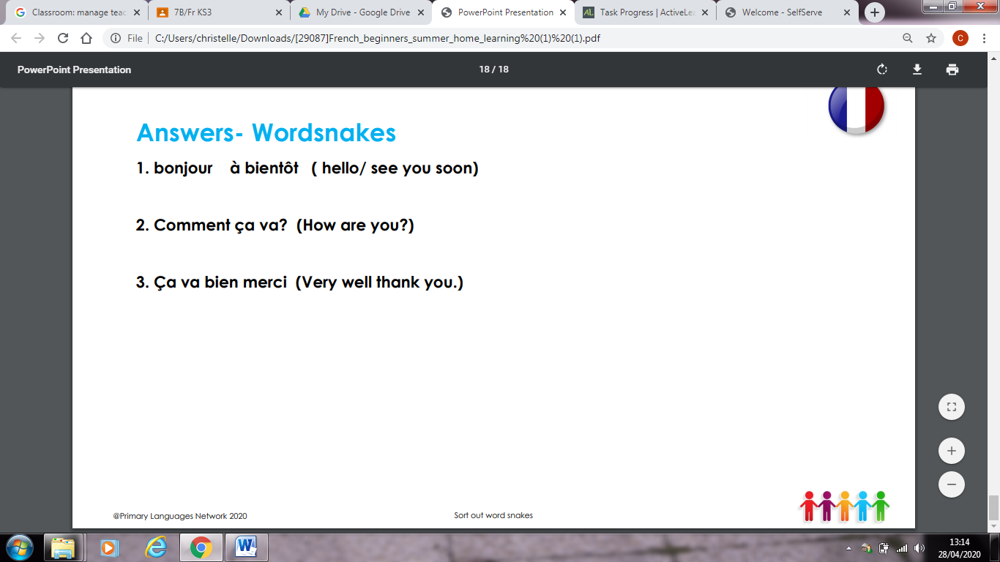 Classroom: manage teac
7B/Fr KS3
My Drive - Google Drive
PowerPoint Presentation
Task Progress | ActiveLea
Welcome - SelfServe
File | C:/Users/christelle/Downloads/[29087]French_beginners_summer_home_learning%20(1)%20(1).pdf
C
PowerPoint Presentation
18 / 18
Answers- Wordsnakes
1. bonjour    à bientôt   ( hello/ see you soon)
2. Comment ça va?  (How are you?)
3. Ça va bien merci  (Very well thank you.)
@Primary Languages Network 2020
Sort out word snakes
13:14
28/04/2020